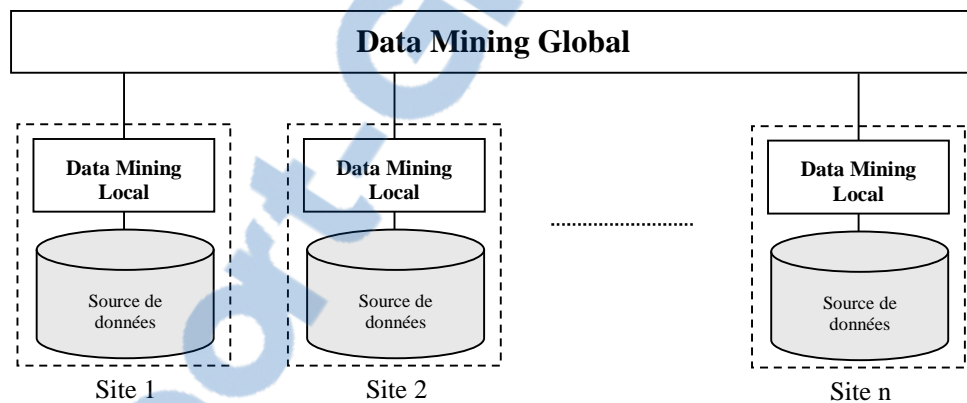 Data Mining Global
Data Mining
Local
Source de
données
Site 1
Data Mining
Local
Source de
données
Site 2
Data Mining
Local
Source de
données
Site n